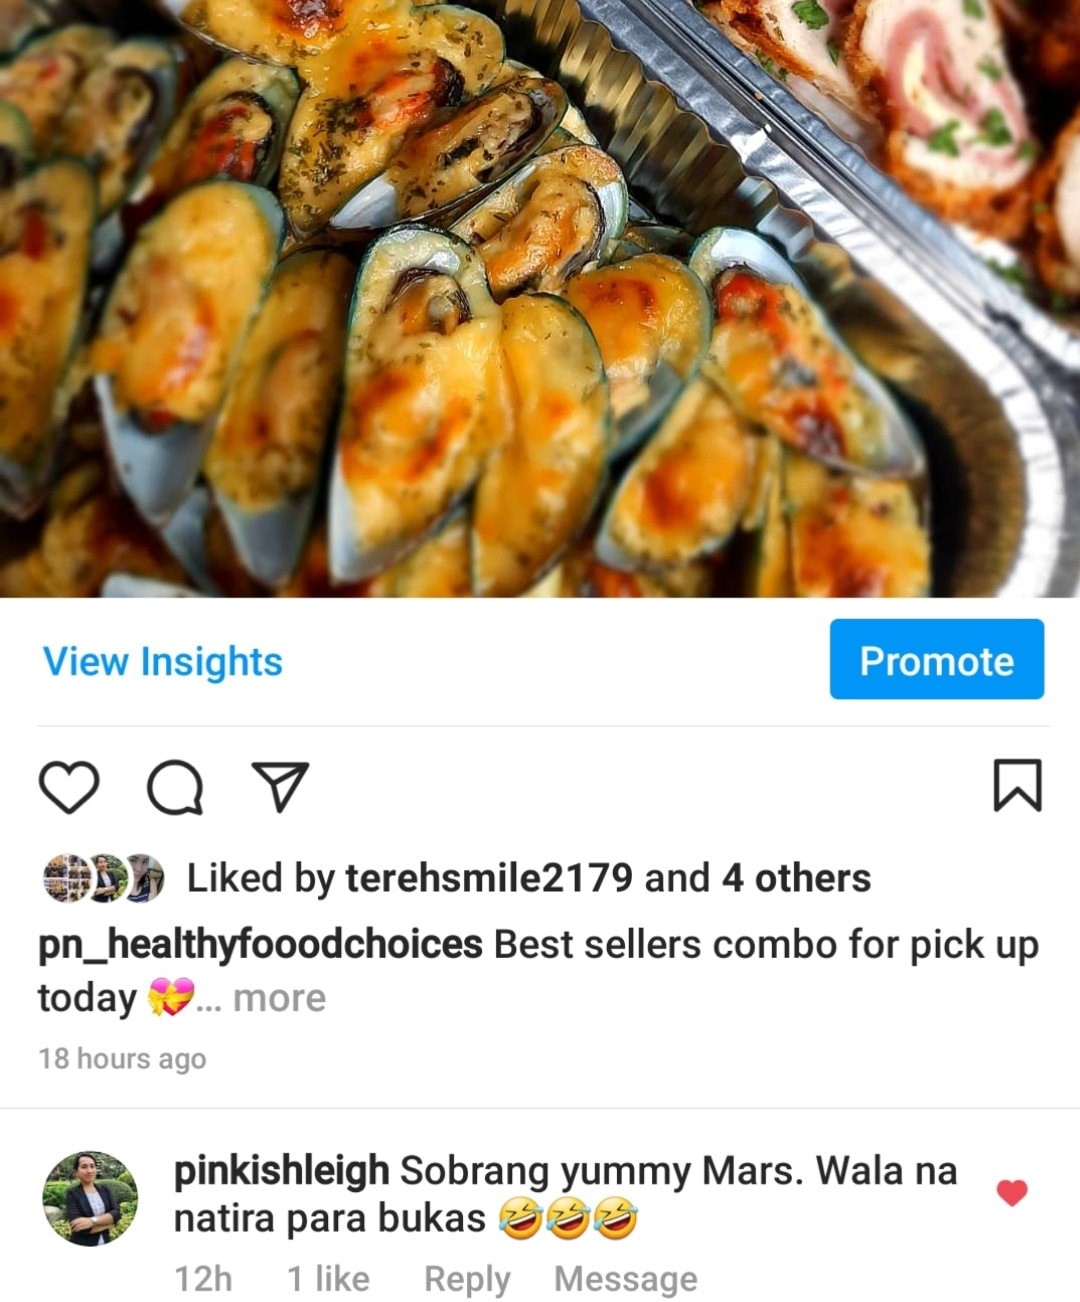 View Insights
Promote
Liked by terehsmile2179 and 4 others
pn_healthyfooodchoices Best sellers combo for pick up
today 💝... more
18 hours ago
pinkishleigh Sobrang yummy Mars. Wala na
natira para bukas 🤣🤣🤣
12h 1 like Reply Message